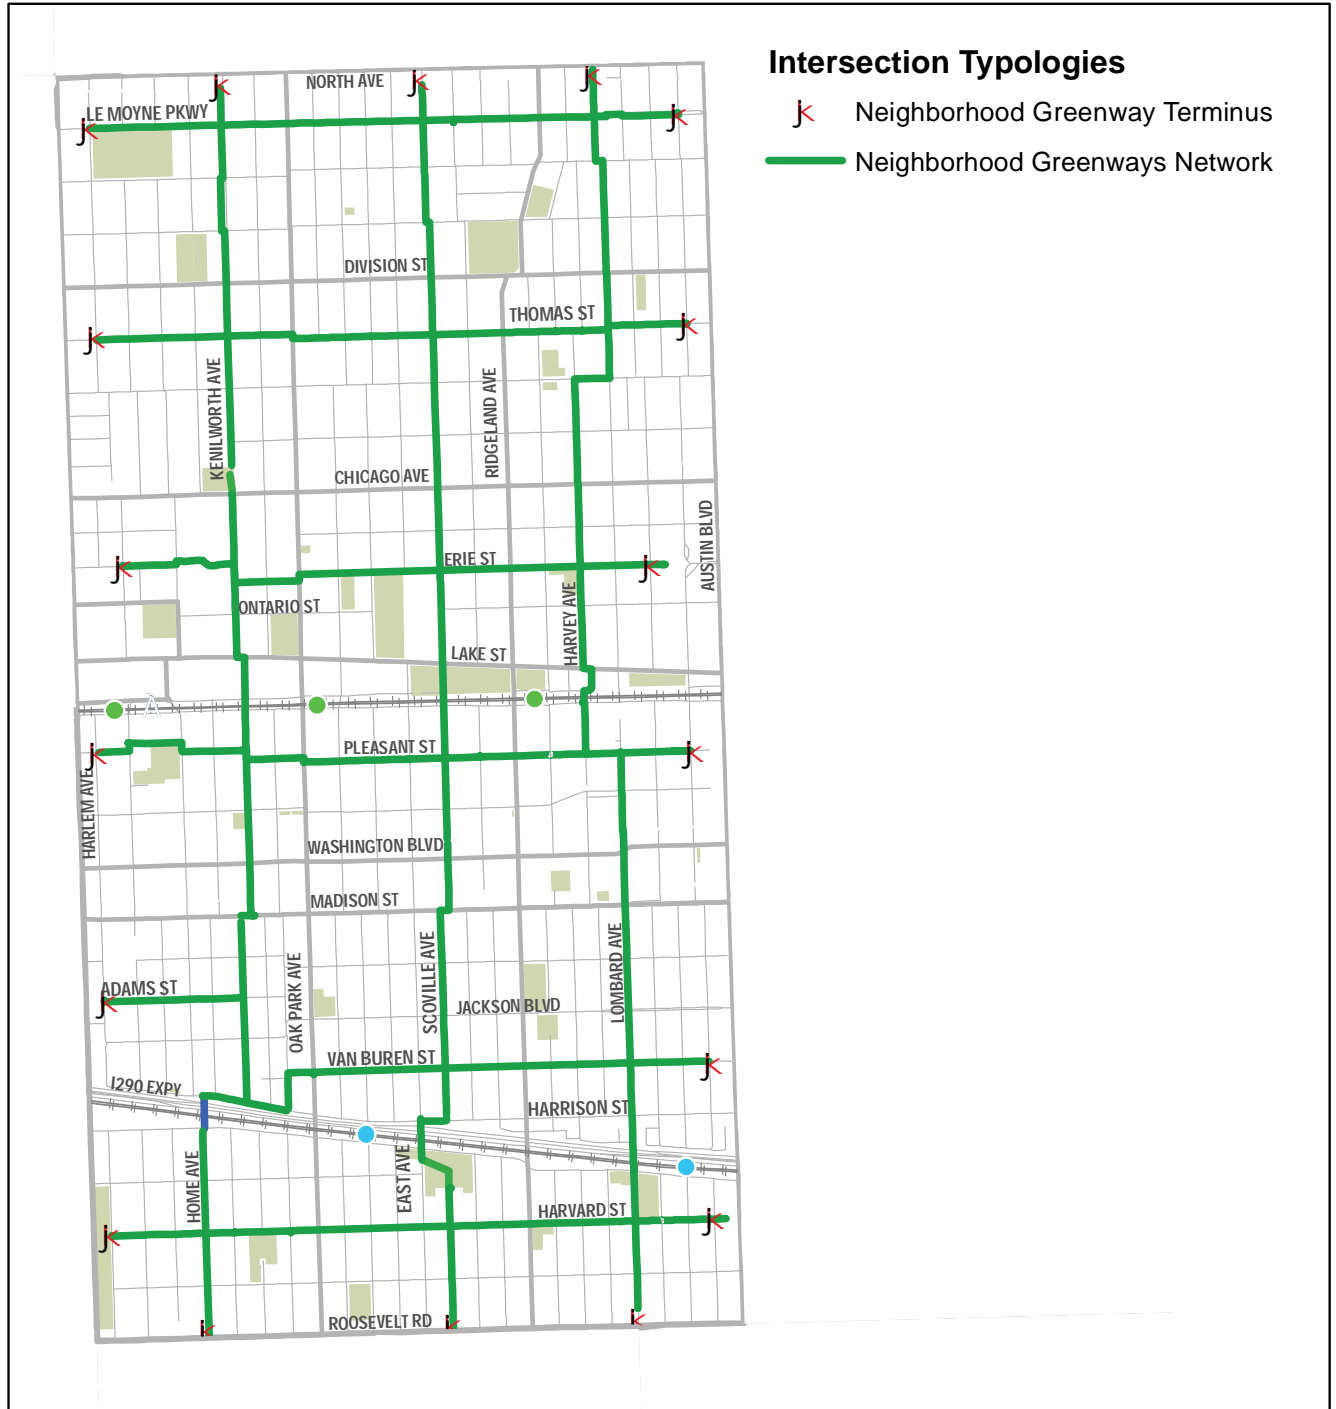 Intersection Typologies
Neighborhood Greenway Terminus
Neighborhood Greenways Network
NORTH AVE
LE MOYNE PKWY
DIVISION ST
THOMAS ST
KENILWORTH AVE
RIDGELAND AVE
CHICAGO AVE
AUSTIN BLVD
ERIE ST
ONTARIO ST
HARVEY AVE
LAKE ST
PLEASANT ST
HARLEM AVE
WASHINGTON BLVD
MADISON ST
ADAMS ST
OAK PARK AVE
SCOVILLE AVE
LOMBARD AVE
JACKSON BLVD
VAN BUREN ST
I290 EXPY
HARRISON ST
HOME AVE
EAST AVE
HARVARD ST
ROOSEVELT RD